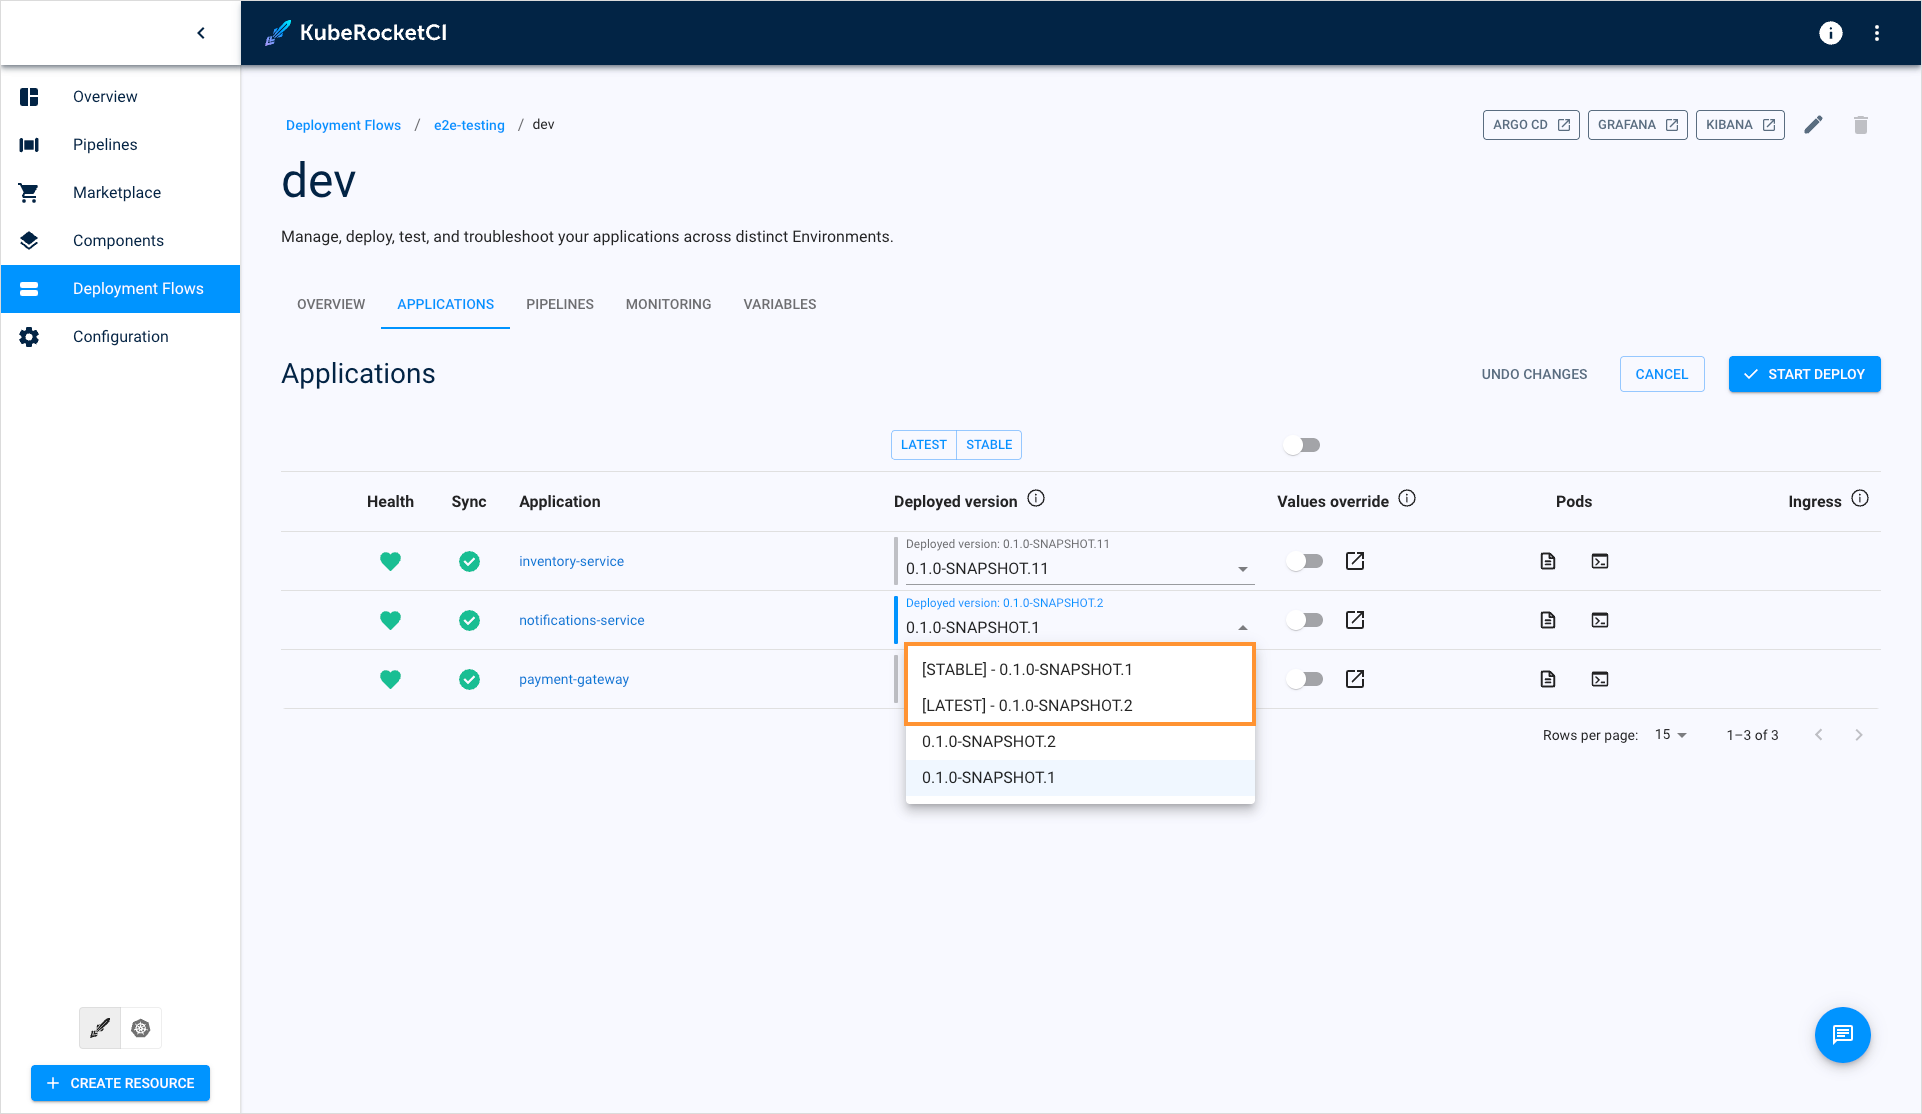 KubeRocketCI
Overview
Pipelines
Marketplace
Components
Deployment Flows
Configuration
CREATE RESOURCE
Deployment Flows / e2e-testing / dev
ARGO CD
GRAFANA
KIBANA
dev
Manage, deploy, test, and troubleshoot your applications across distinct Environments.
OVERVIEW APPLICATIONS PIPELINES MONITORING VARIABLES
Applications
UNDO CHANGES CANCEL START DEPLOY
LATEST STABLE
Health Sync Application Deployed version Values override Pods Ingress
Deployed version: 0.1.0-SNAPSHOT.11
inventory-service 0.1.0-SNAPSHOT.11
Deployed version: 0.1.0-SNAPSHOT.2
notifications-service 0.1.0-SNAPSHOT.1
payment-gateway
[STABLE] - 0.1.0-SNAPSHOT.1
[LATEST] - 0.1.0-SNAPSHOT.2
0.1.0-SNAPSHOT.2
0.1.0-SNAPSHOT.1
Rows per page: 15 1–3 of 3